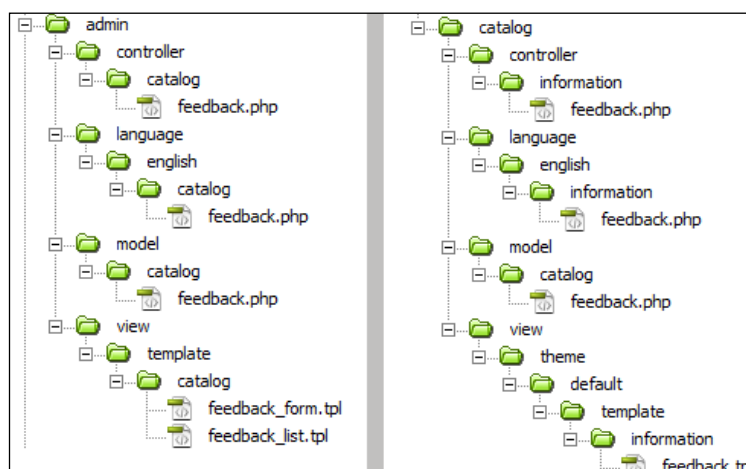 admin
controller
catalog
feedback.php
language
english
catalog
feedback.php
model
catalog
feedback.php
view
template
catalog
feedback_form.tpl
feedback_list.tpl
catalog
controller
information
feedback.php
language
english
information
feedback.php
model
catalog
feedback.php
view
theme
default
template
information